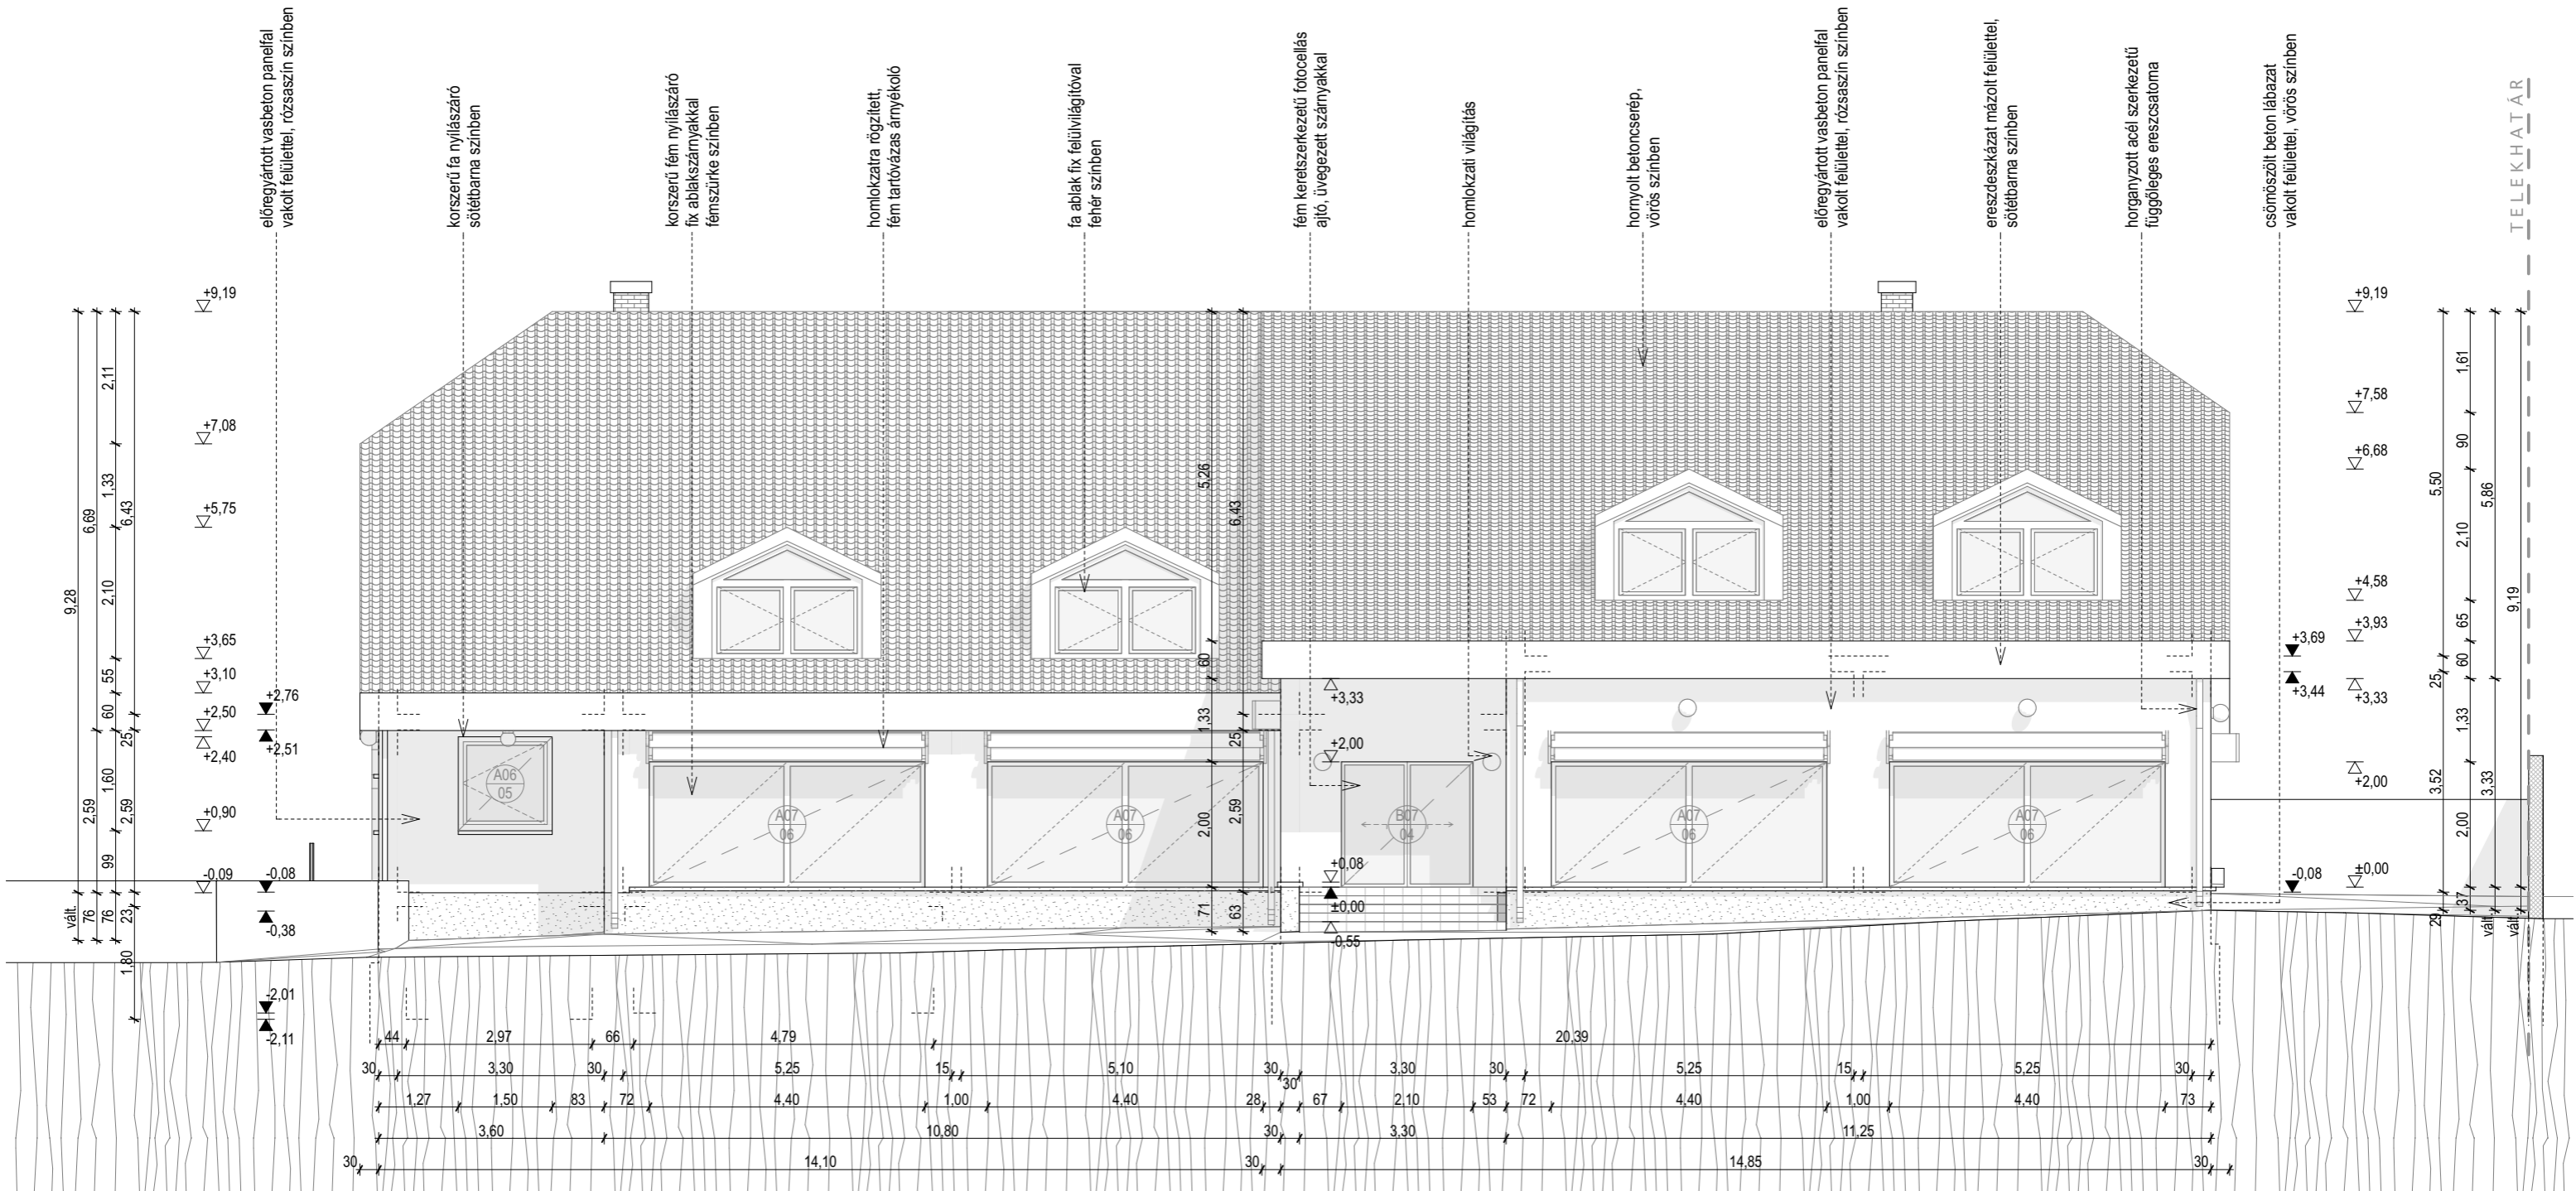 előregyártott vasbeton panelfal
vakolt felülettel, rózsaszín színben
korszerű fa nyílászáró
sötétbarna színben
korszerű fém nyílászáró
fix ablakszárnyakkal
fémszürke színben
homlokzatra rögzített,
fém tartóvázas árnyékoló
fa ablak fix felülvilágítóval
fehér színben
fém keretszerkezetű fotocellás
ajtó, üvegezett szárnyakkal
homlokzati világítás
hornyolt betoncserép,
vörös színben
előregyártott vasbeton panelfal
vakolt felülettel, rózsaszín színben
ereszdeszkázat mázolt felülettel,
sötétbarna színben
horganyzott acél szerkezetű
függőleges ereszcsatorna
csömöszölt beton lábazat
vakolt felülettel, vörös színben
TELEKHATÁR
9,28
vált.
6,69
2,59
76
2,11
1,33
2,10
55
60
1,60
99
76
6,43
25
2,59
23
1,80
+9,19
+7,08
+5,75
+3,65
+3,10
+2,50
+2,40
+0,90
-0,09
+2,76
+2,51
-0,08
-0,38
-2,01
-2,11
A06
05
A07
06
A07
06
B07
04
A07
06
A07
06
5,26
60
1,33
2,00
71
6,43
25
2,59
63
+3,33
+2,00
+0,08
±0,00
-0,55
+3,69
+3,44
-0,08
+9,19
+7,58
+6,68
+4,58
+3,93
+3,33
+2,00
±0,00
5,50
25
3,52
29
1,61
90
2,10
65
60
1,33
2,00
37
5,86
3,33
vált.
9,19
vált.
44 2,97 66 4,79 20,39
30 3,30 30 5,25 15 5,10 30 30 3,30 30 5,25 15 5,25 30
1,27 1,50 83 72 4,40 1,00 4,40 28 67 2,10 53 72 4,40 1,00 4,40 73
3,60 10,80 30 3,30 11,25
30 14,10 30 14,85 30